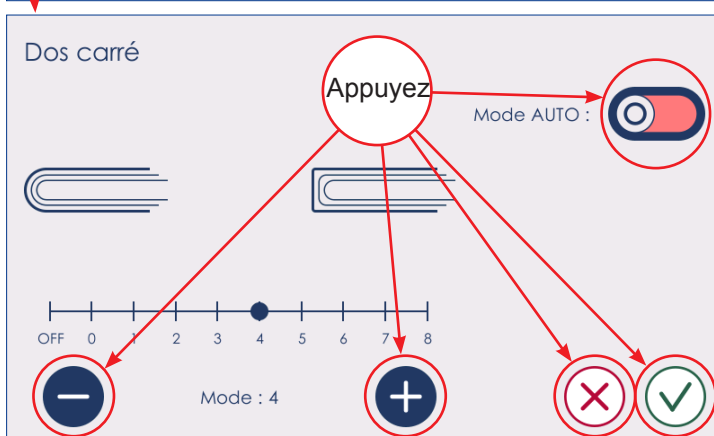 Dos carré
Appuyez
Mode AUTO :
OFF 0 1 2 3 4 5 6 7 8
Mode : 4